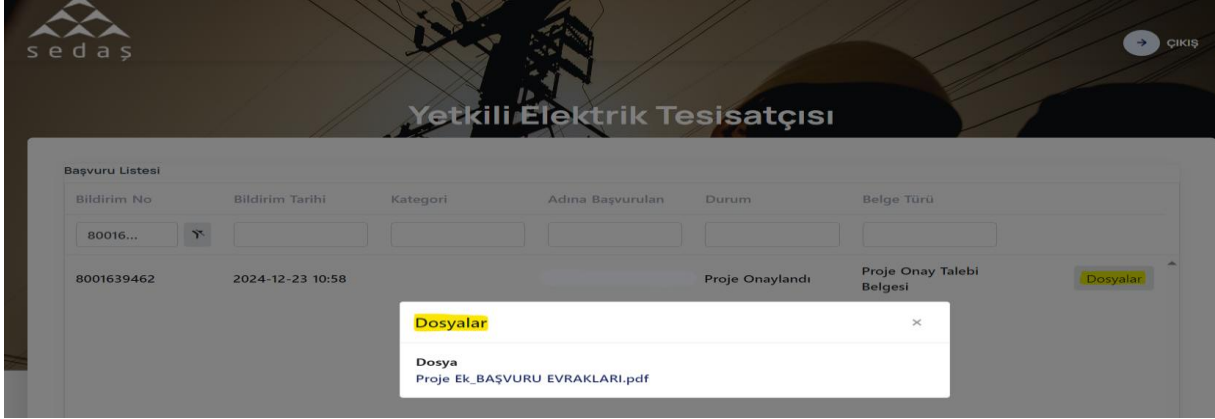 sedaş
ÇIKIŞ
Yetkili Elektrik Tesisatçısı
Başvuru Listesi
Bildirim No Bildirim Tarihi Kategori Adına Başvurulan Durum Belge Türü
80016...
8001639462 2024-12-23 10:58 Proje Onaylandı Proje Onay Talebi Belgesi Dosyalar
Dosyalar ×
Dosya
Proje Ek_BAŞVURU EVRAKLARI.pdf